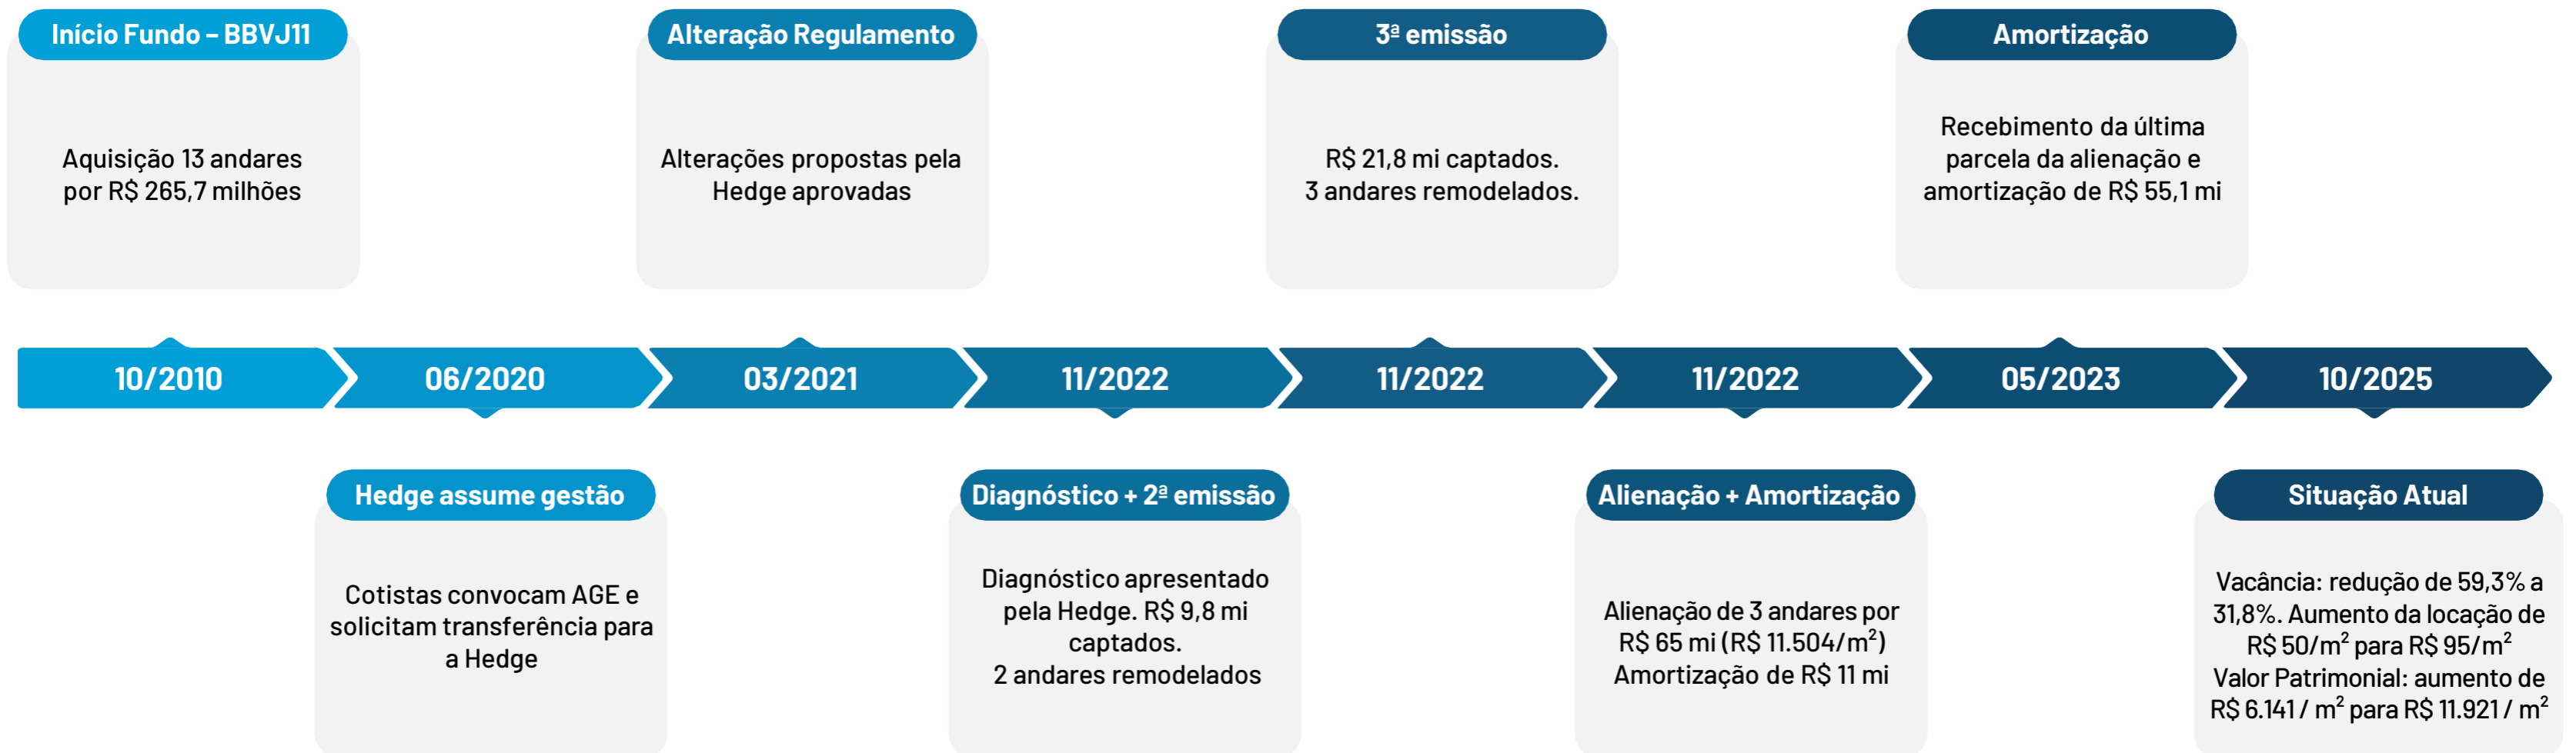 Início Fundo – BBVJ11
Aquisição 13 andares
por R$ 265,7 milhões
Alteração Regulamento
Alterações propostas pela
Hedge aprovadas
3ª emissão
R$ 21,8 mi captados.
3 andares remodelados.
Amortização
Recebimento da última
parcela da alienação e
amortização de R$ 55,1 mi
10/2010
06/2020
03/2021
11/2022
11/2022
11/2022
05/2023
10/2025
Hedge assume gestão
Cotistas convocam AGE e
solicitam transferência para
a Hedge
Diagnóstico + 2ª emissão
Diagnóstico apresentado
pela Hedge. R$ 9,8 mi
captados.
2 andares remodelados
Alienação + Amortização
Alienação de 3 andares por
R$ 65 mi (R$ 11.504/m²)
Amortização de R$ 11 mi
Situação Atual
Vacância: redução de 59,3% a
31,8%. Aumento da locação de
R$ 50/m² para R$ 95/m²
Valor Patrimonial: aumento de
R$ 6.141 / m² para R$ 11.921 / m²